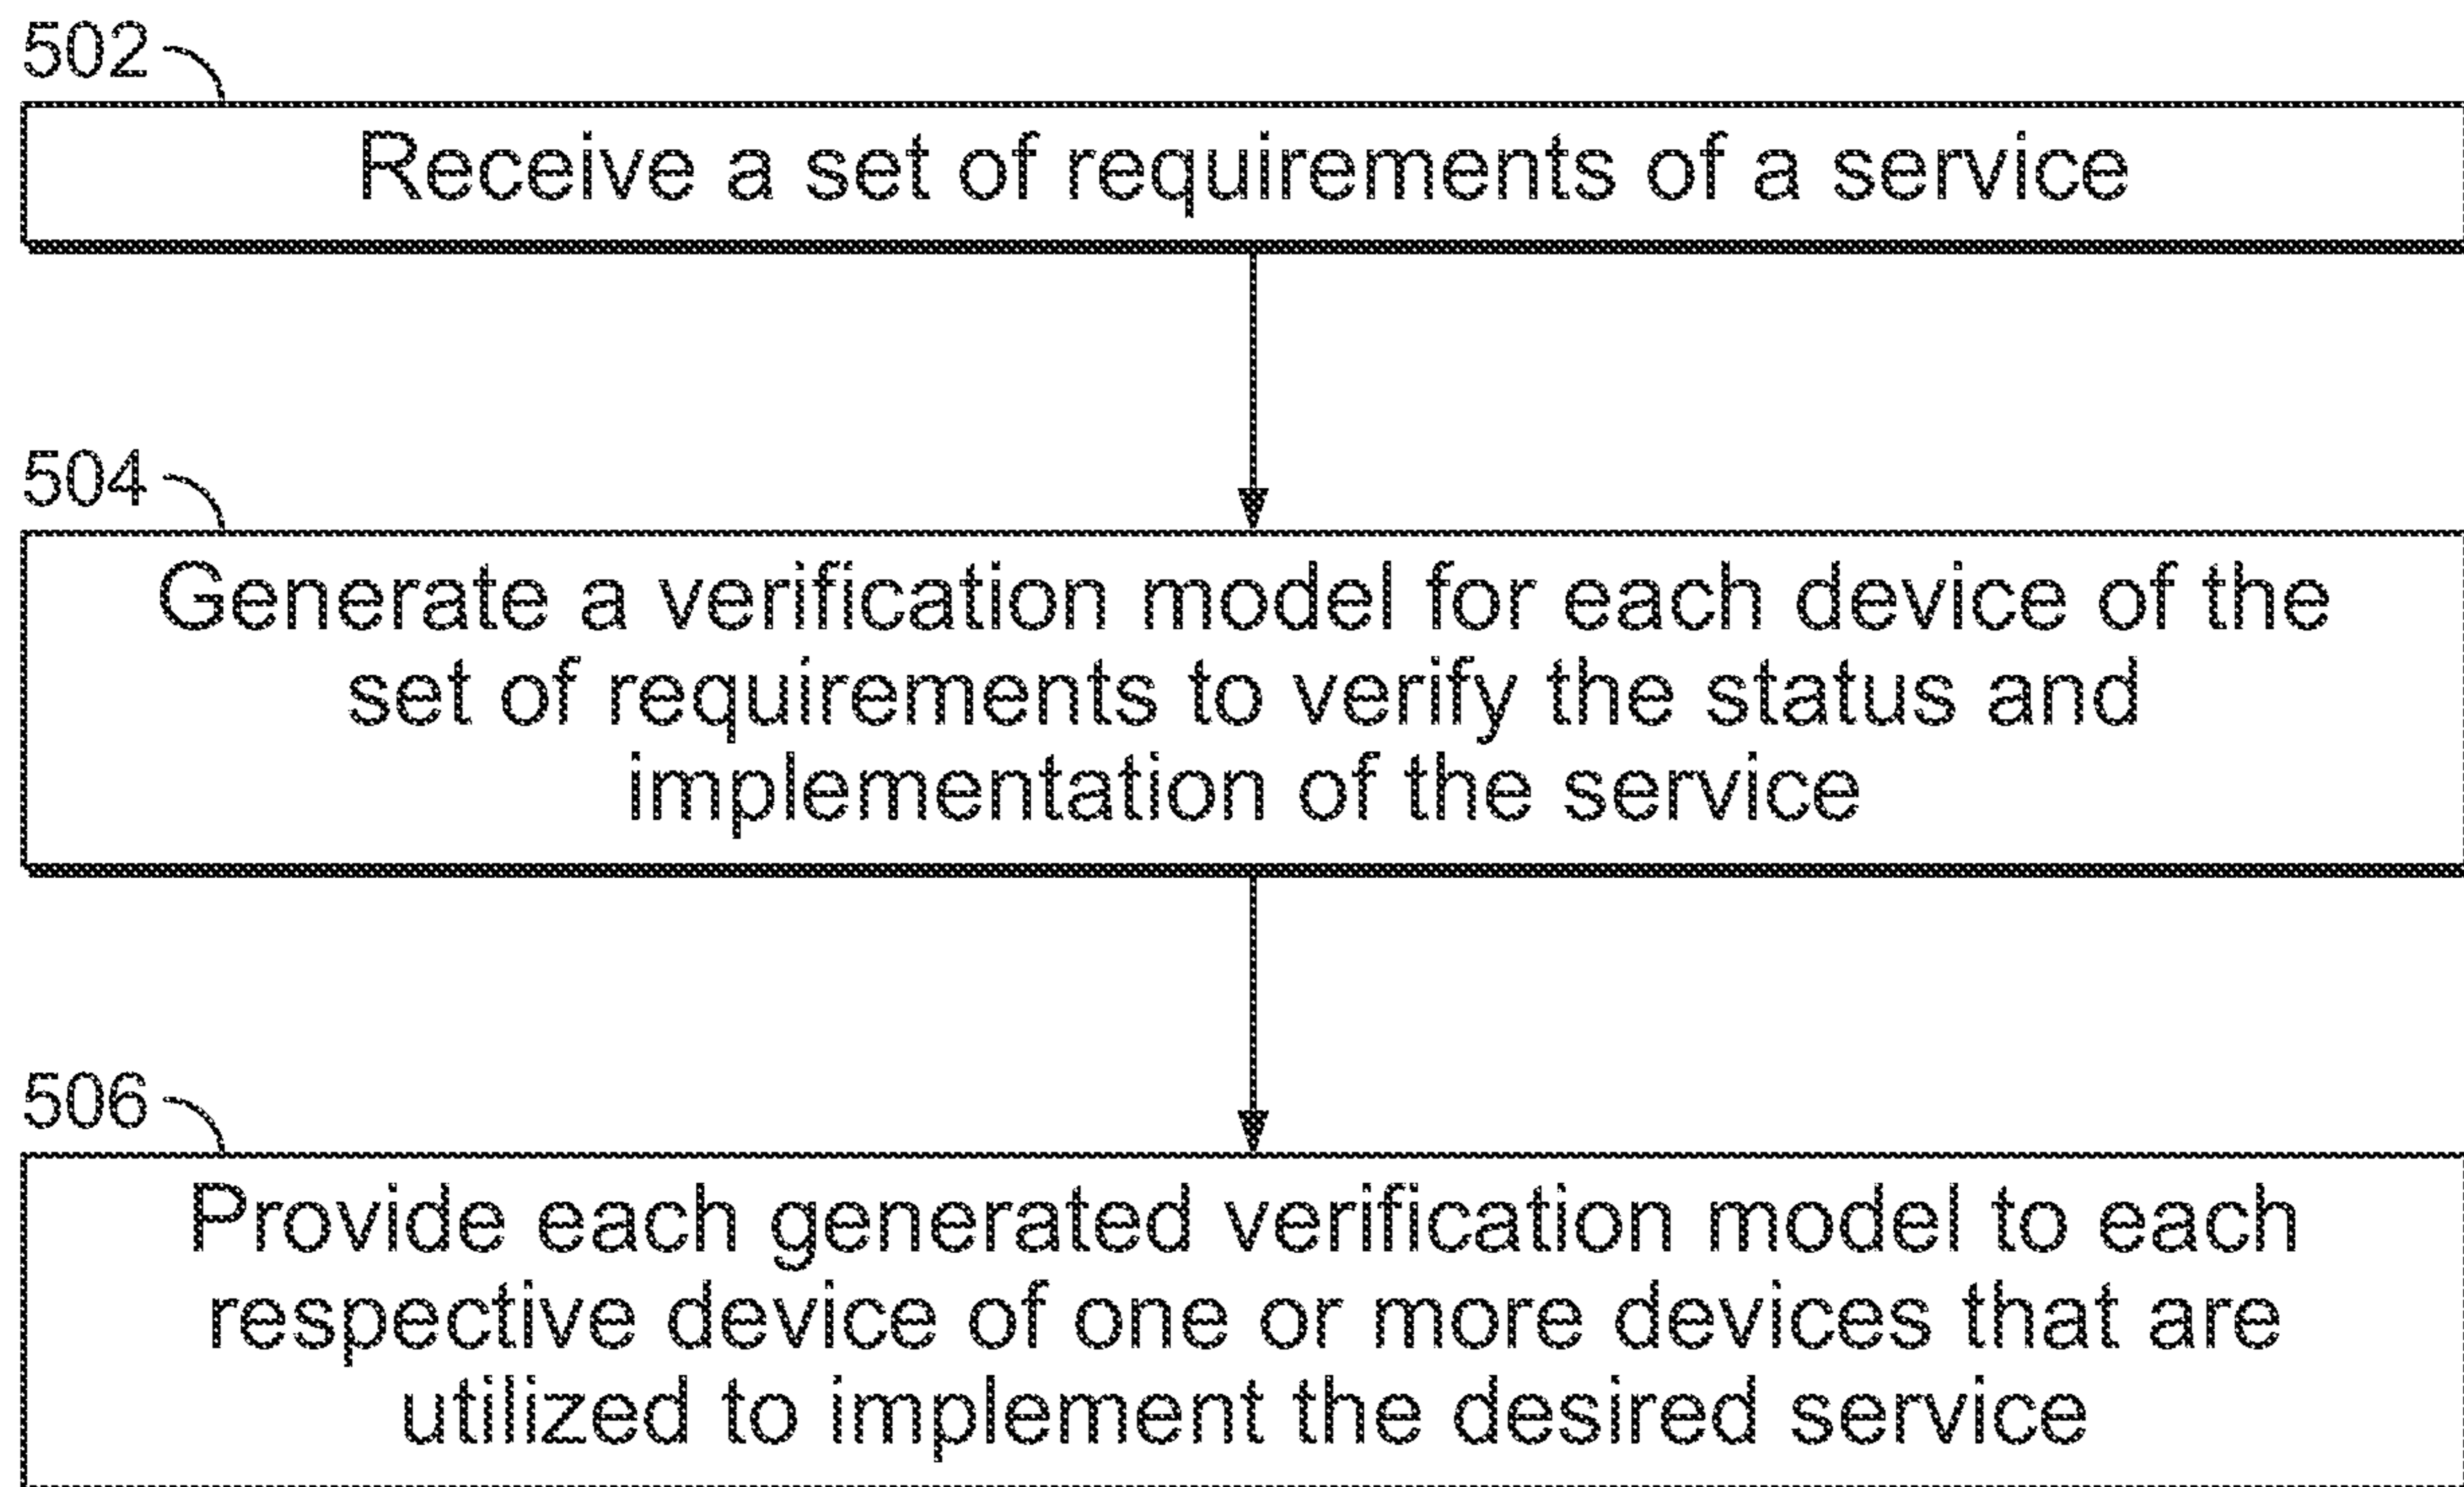 502
Receive a set of requirements of a service
504
Generate a verification model for each device of the
set of requirements to verify the status and
implementation of the service
506
Provide each generated verification model to each
respective device of one or more devices that are
utilized to implement the desired service